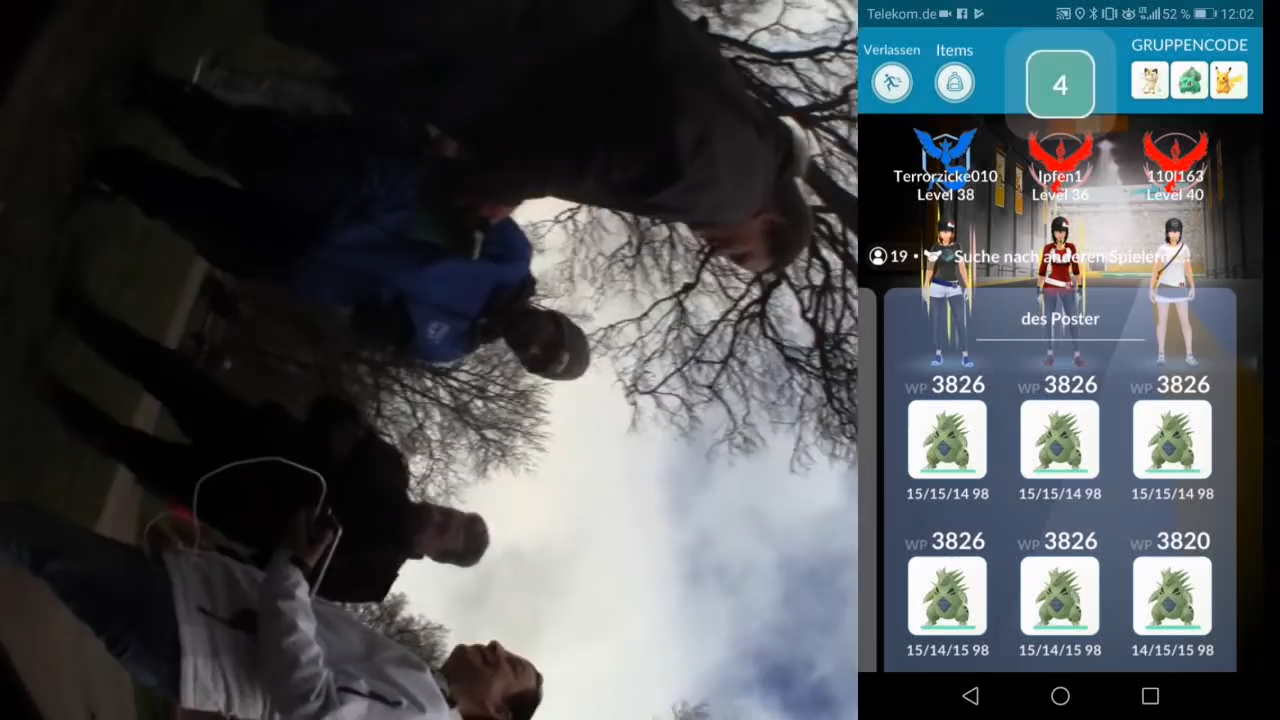 Telekom.de
52 %
12:02
Verlassen
Items
4
GRUPPENCODE
Terrorzicke010
Level 38
Ipfen1
Level 36
110l163
Level 40
19 • Suche nach anderen Spielern ...
des Poster
WP 3826 WP 3826 WP 3826
15/15/14 98 15/15/14 98 15/15/14 98
WP 3826 WP 3826 WP 3820
15/14/15 98 15/14/15 98 14/15/15 98